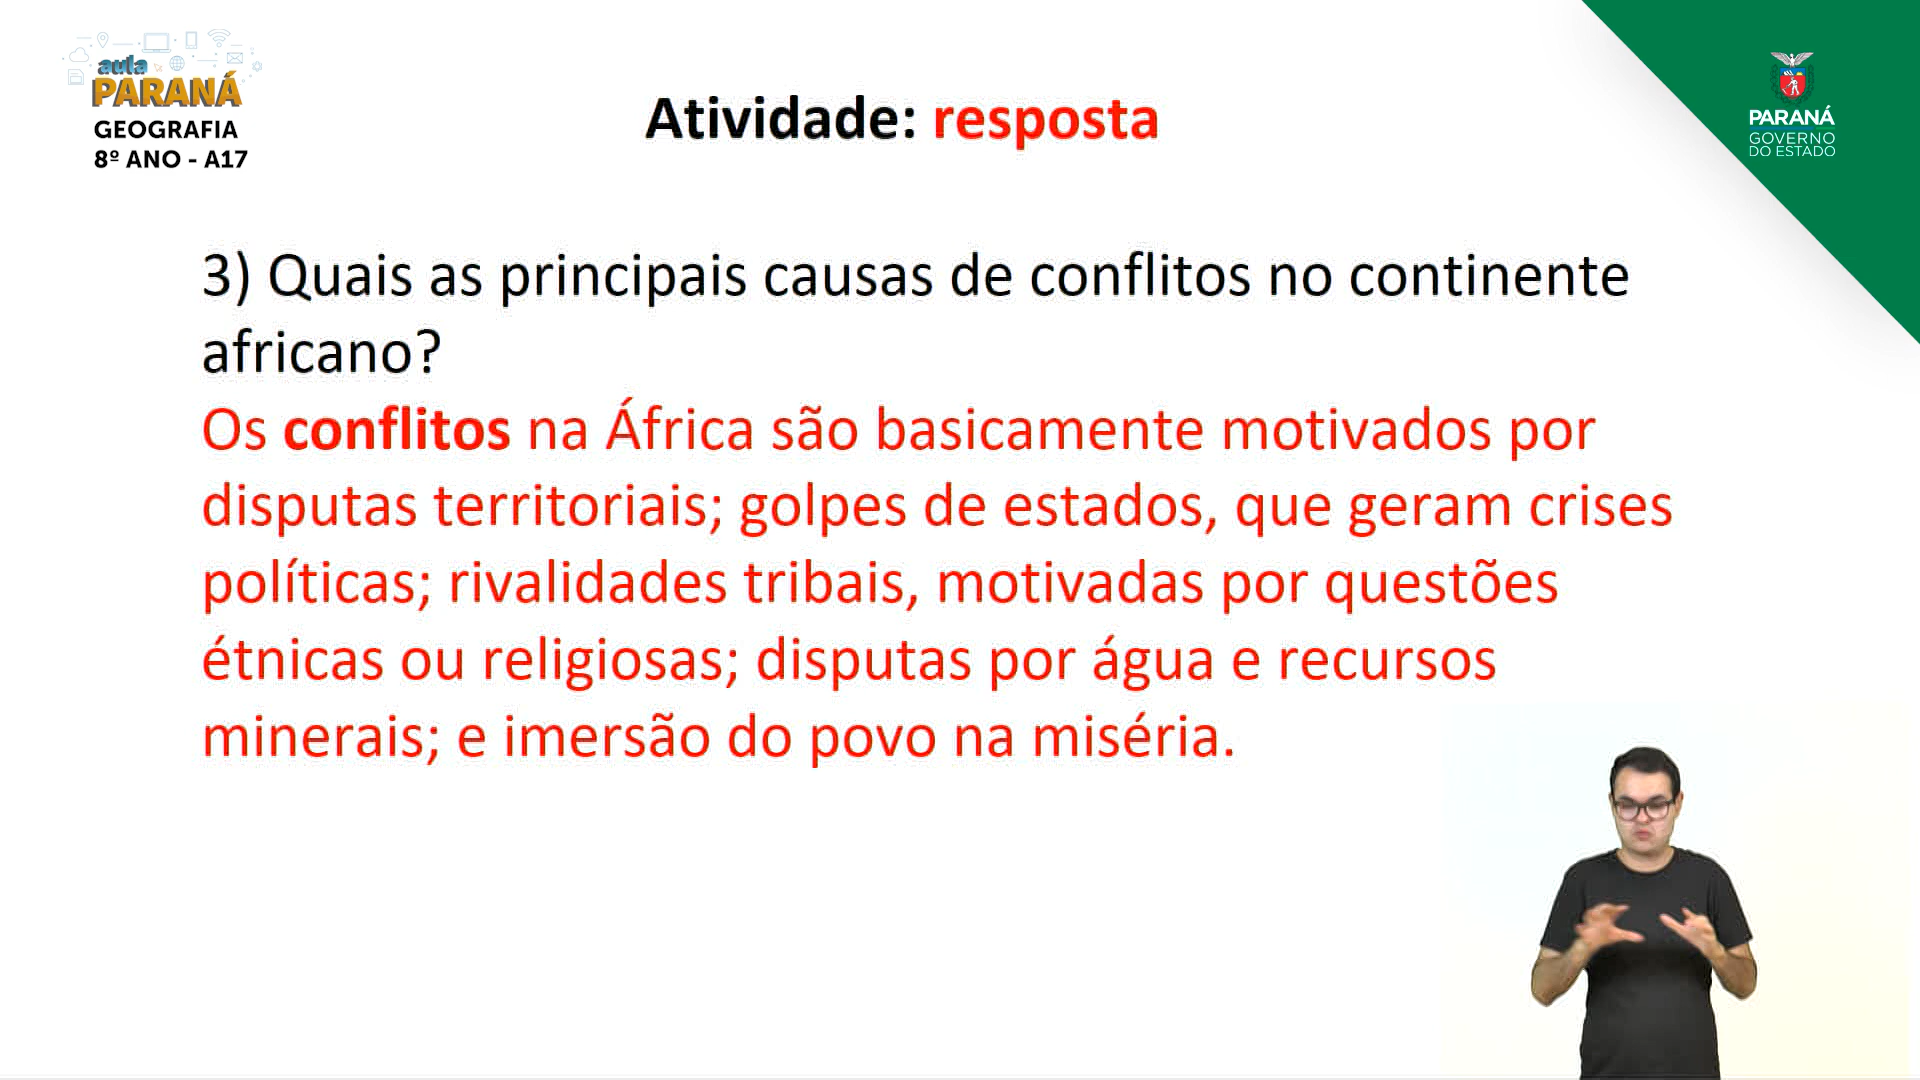 aula
PARANÁ
GEOGRAFIA
8º ANO - A17
Atividade: resposta
PARANÁ
GOVERNO
DO ESTADO
3) Quais as principais causas de conflitos no continente
africano?
Os conflitos na África são basicamente motivados por
disputas territoriais; golpes de estados, que geram crises
políticas; rivalidades tribais, motivadas por questões
étnicas ou religiosas; disputas por água e recursos
minerais; e imersão do povo na miséria.